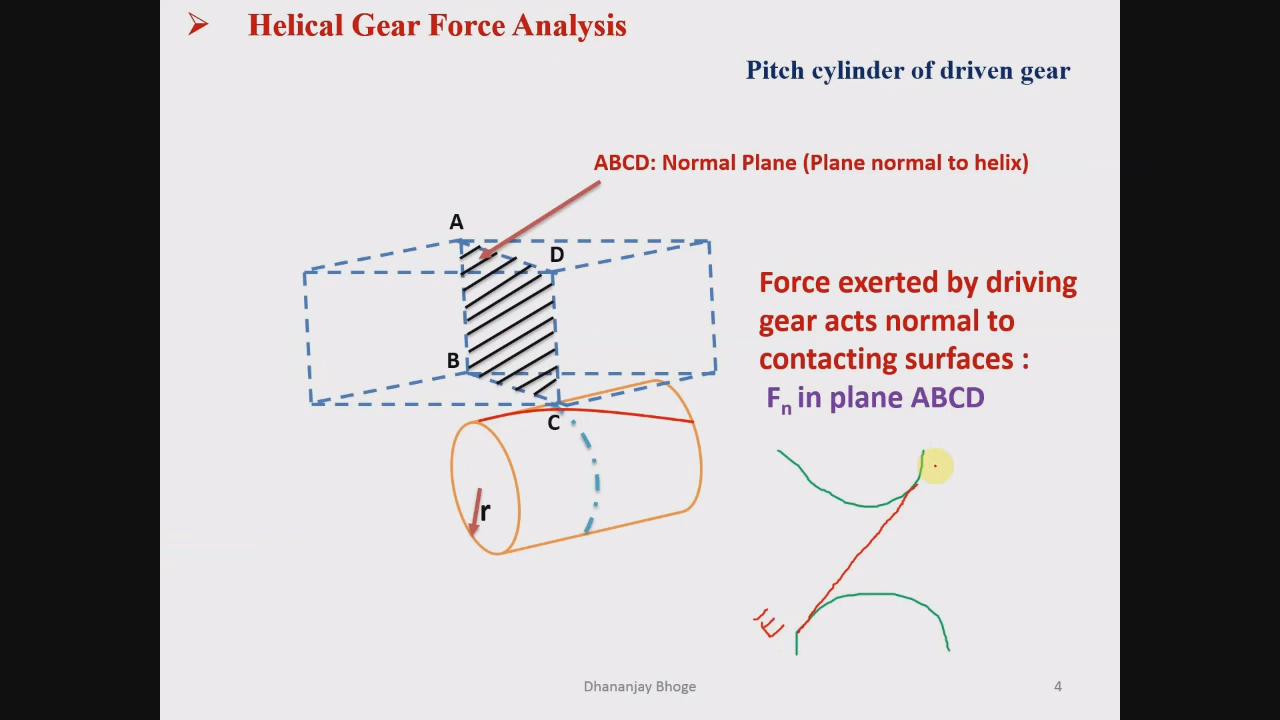 Helical Gear Force Analysis
Pitch cylinder of driven gear
ABCD: Normal Plane (Plane normal to helix)
A
D
B
C
r
Force exerted by driving
gear acts normal to
contacting surfaces :
Fn in plane ABCD
Dhananjay Bhoge
4